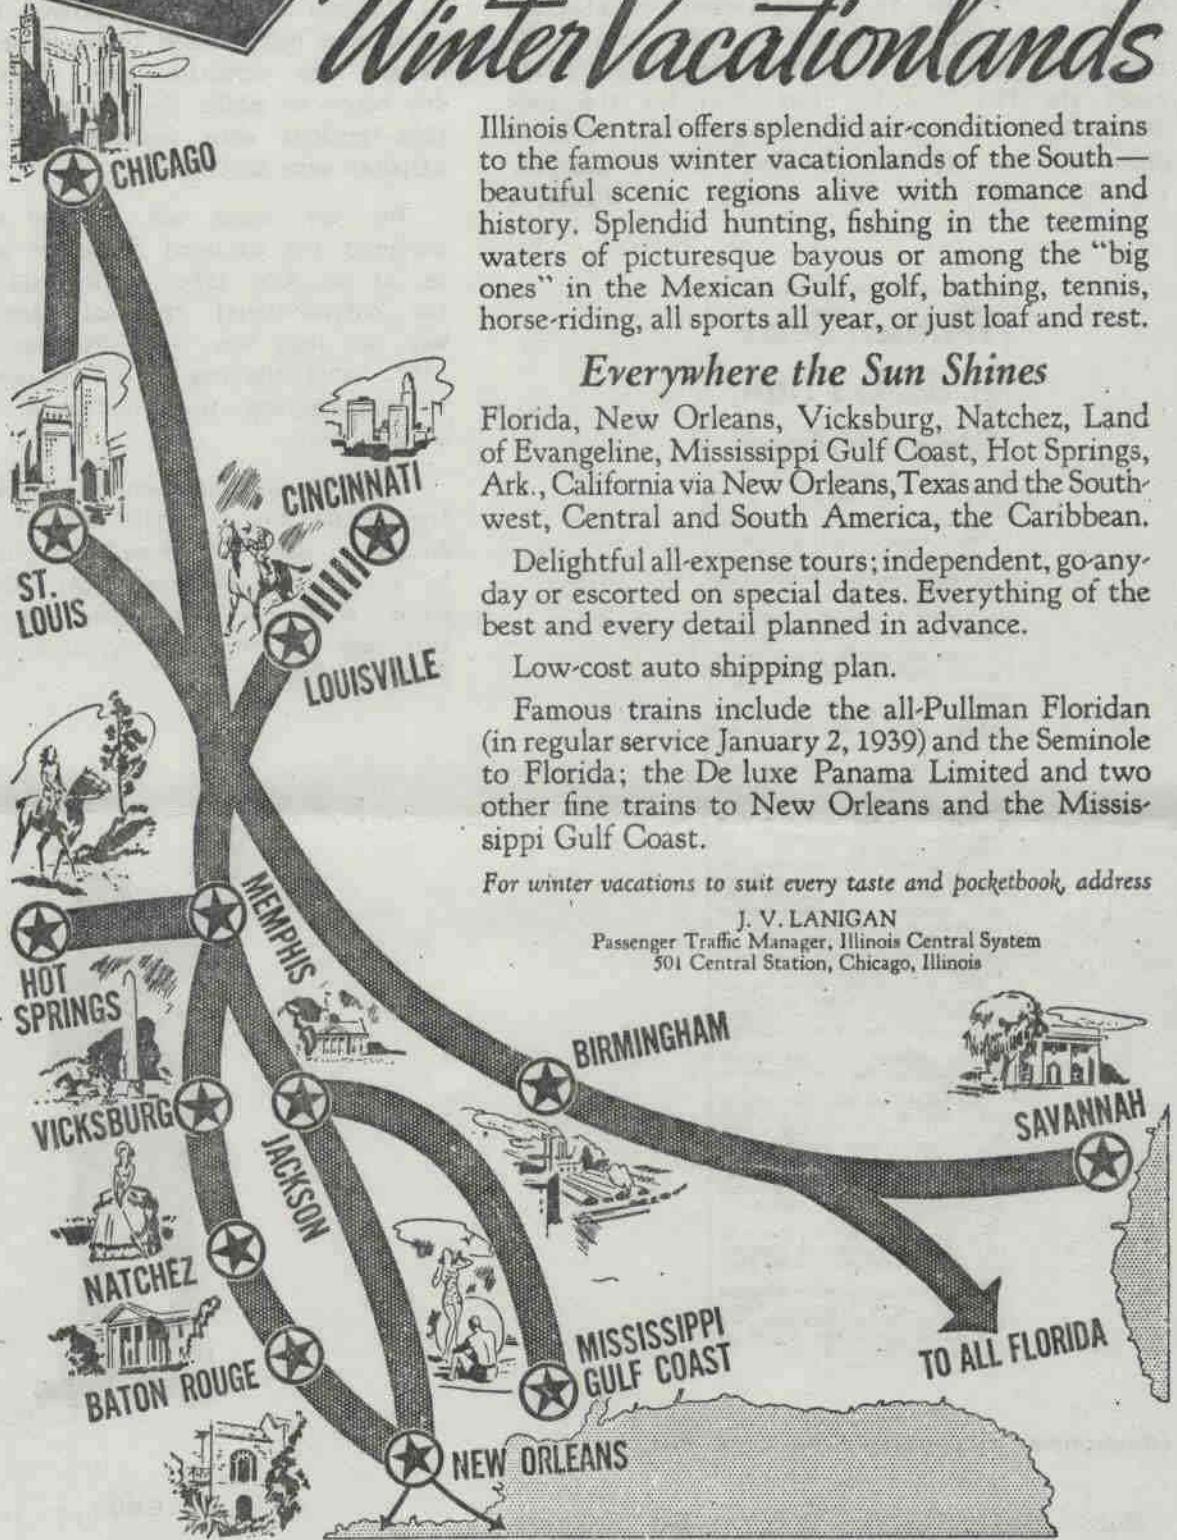 Winter Vacationlands
Illinois Central offers splendid air-conditioned trains
to the famous winter vacationlands of the South—
beautiful scenic regions alive with romance and
history. Splendid hunting, fishing in the teeming
waters of picturesque bayous or among the "big
ones" in the Mexican Gulf, golf, bathing, tennis,
horse-riding, all sports all year, or just loaf and rest.
Everywhere the Sun Shines
Florida, New Orleans, Vicksburg, Natchez, Land
of Evangeline, Mississippi Gulf Coast, Hot Springs,
Ark., California via New Orleans, Texas and the South-
west, Central and South America, the Caribbean.
Delightful all-expense tours; independent, go-any-
day or escorted on special dates. Everything of the
best and every detail planned in advance.
Low-cost auto shipping plan.
Famous trains include the all-Pullman Floridan
(in regular service January 2, 1939) and the Seminole
to Florida; the De luxe Panama Limited and two
other fine trains to New Orleans and the Missis-
sippi Gulf Coast.
For winter vacations to suit every taste and pocketbook, address
J. V. LANIGAN
Passenger Traffic Manager, Illinois Central System
501 Central Station, Chicago, Illinois
CHICAGO
CINCINNATI
ST.
LOUIS
LOUISVILLE
MEMPHIS
HOT
SPRINGS
BIRMINGHAM
SAVANNAH
VICKSBURG
JACKSON
NATCHEZ
MISSISSIPPI
GULF COAST
TO ALL FLORIDA
BATON ROUGE
NEW ORLEANS